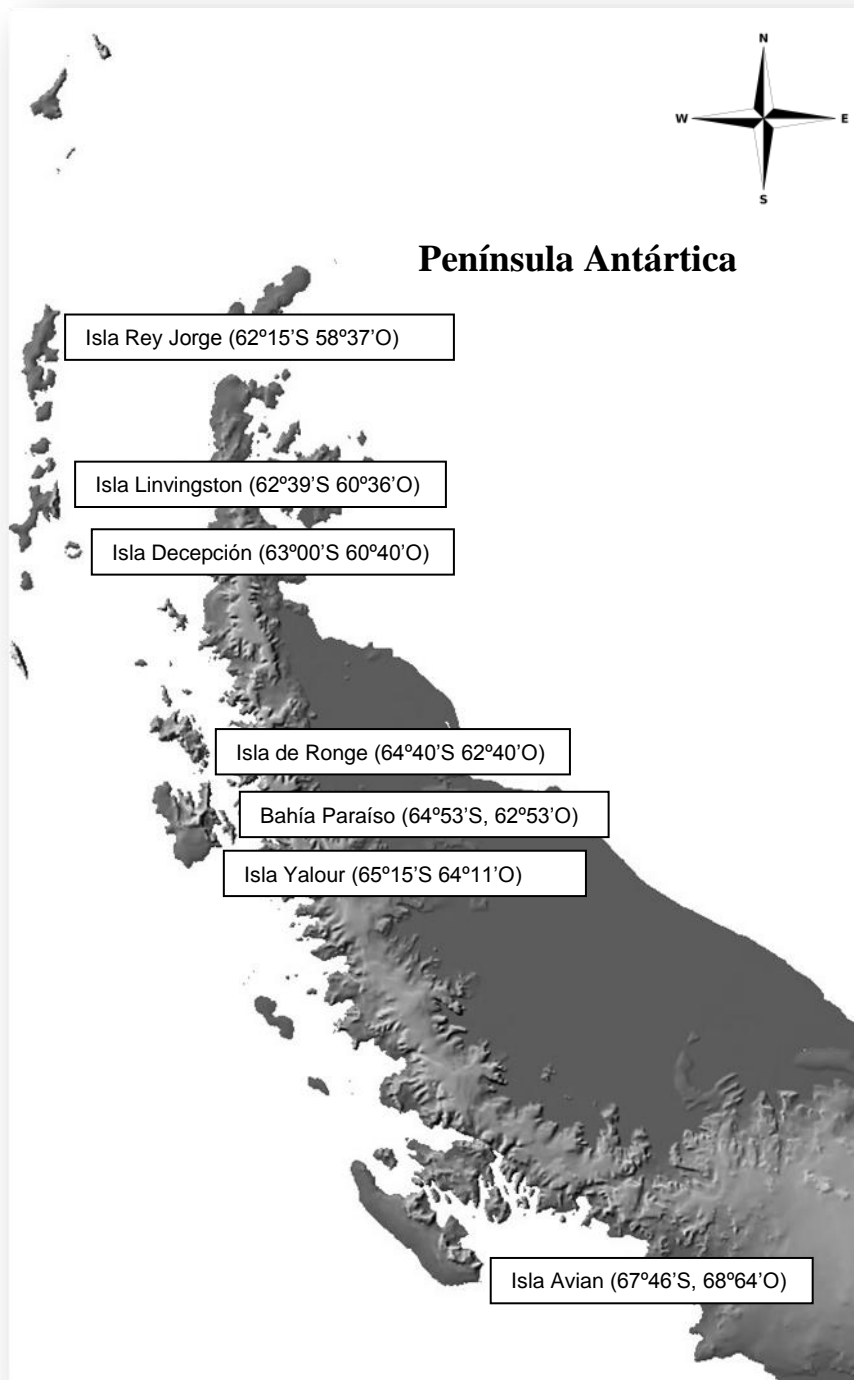 N
W E
S
Península Antártica
Isla Rey Jorge (62º15’S 58º37’O)
Isla Linvingston (62º39’S 60º36’O)
Isla Decepción (63º00’S 60º40’O)
Isla de Ronge (64º40’S 62º40’O)
Bahía Paraíso (64º53’S, 62º53’O)
Isla Yalour (65º15’S 64º11’O)
Isla Avian (67º46’S, 68º64’O)